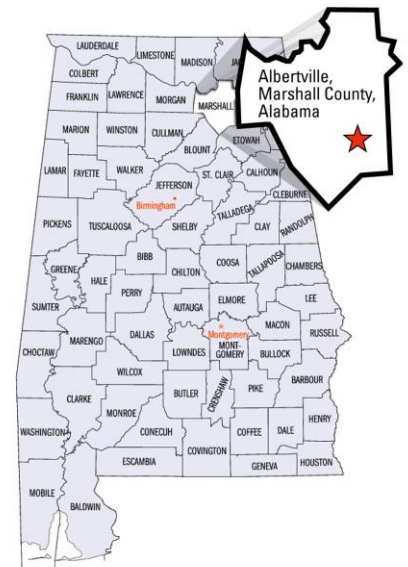 LAUDERDALE
LIMESTONE
MADISON
JA
Albertville,
Marshall County,
Alabama
COLBERT
FRANKLIN
LAWRENCE
MORGAN
MARSHALL
MARION
WINSTON
CULLMAN
BLOUNT
ETOWAH
LAMAR
FAYETTE
WALKER
JEFFERSON
ST. CLAIR
CALHOUN
CLEBURNE
Birmingham
PICKENS
TUSCALOOSA
SHELBY
TALLADEGA
CLAY
RANDOLPH
BIBB
GREENE
HALE
PERRY
CHILTON
COOSA
TALLAPOOSA
CHAMBERS
SUMTER
AUTAUGA
ELMORE
LEE
MARENGO
DALLAS
Montgomery
MACON
RUSSELL
CHOCTAW
LOWNDES
MONT-
GOMERY
BULLOCK
WILCOX
CLARKE
BUTLER
CRENSHAW
PIKE
BARBOUR
MONROE
WASHINGTON
CONECUH
COFFEE
DALE
HENRY
COVINGTON
ESCAMBIA
GENEVA
HOUSTON
MOBILE
BALDWIN